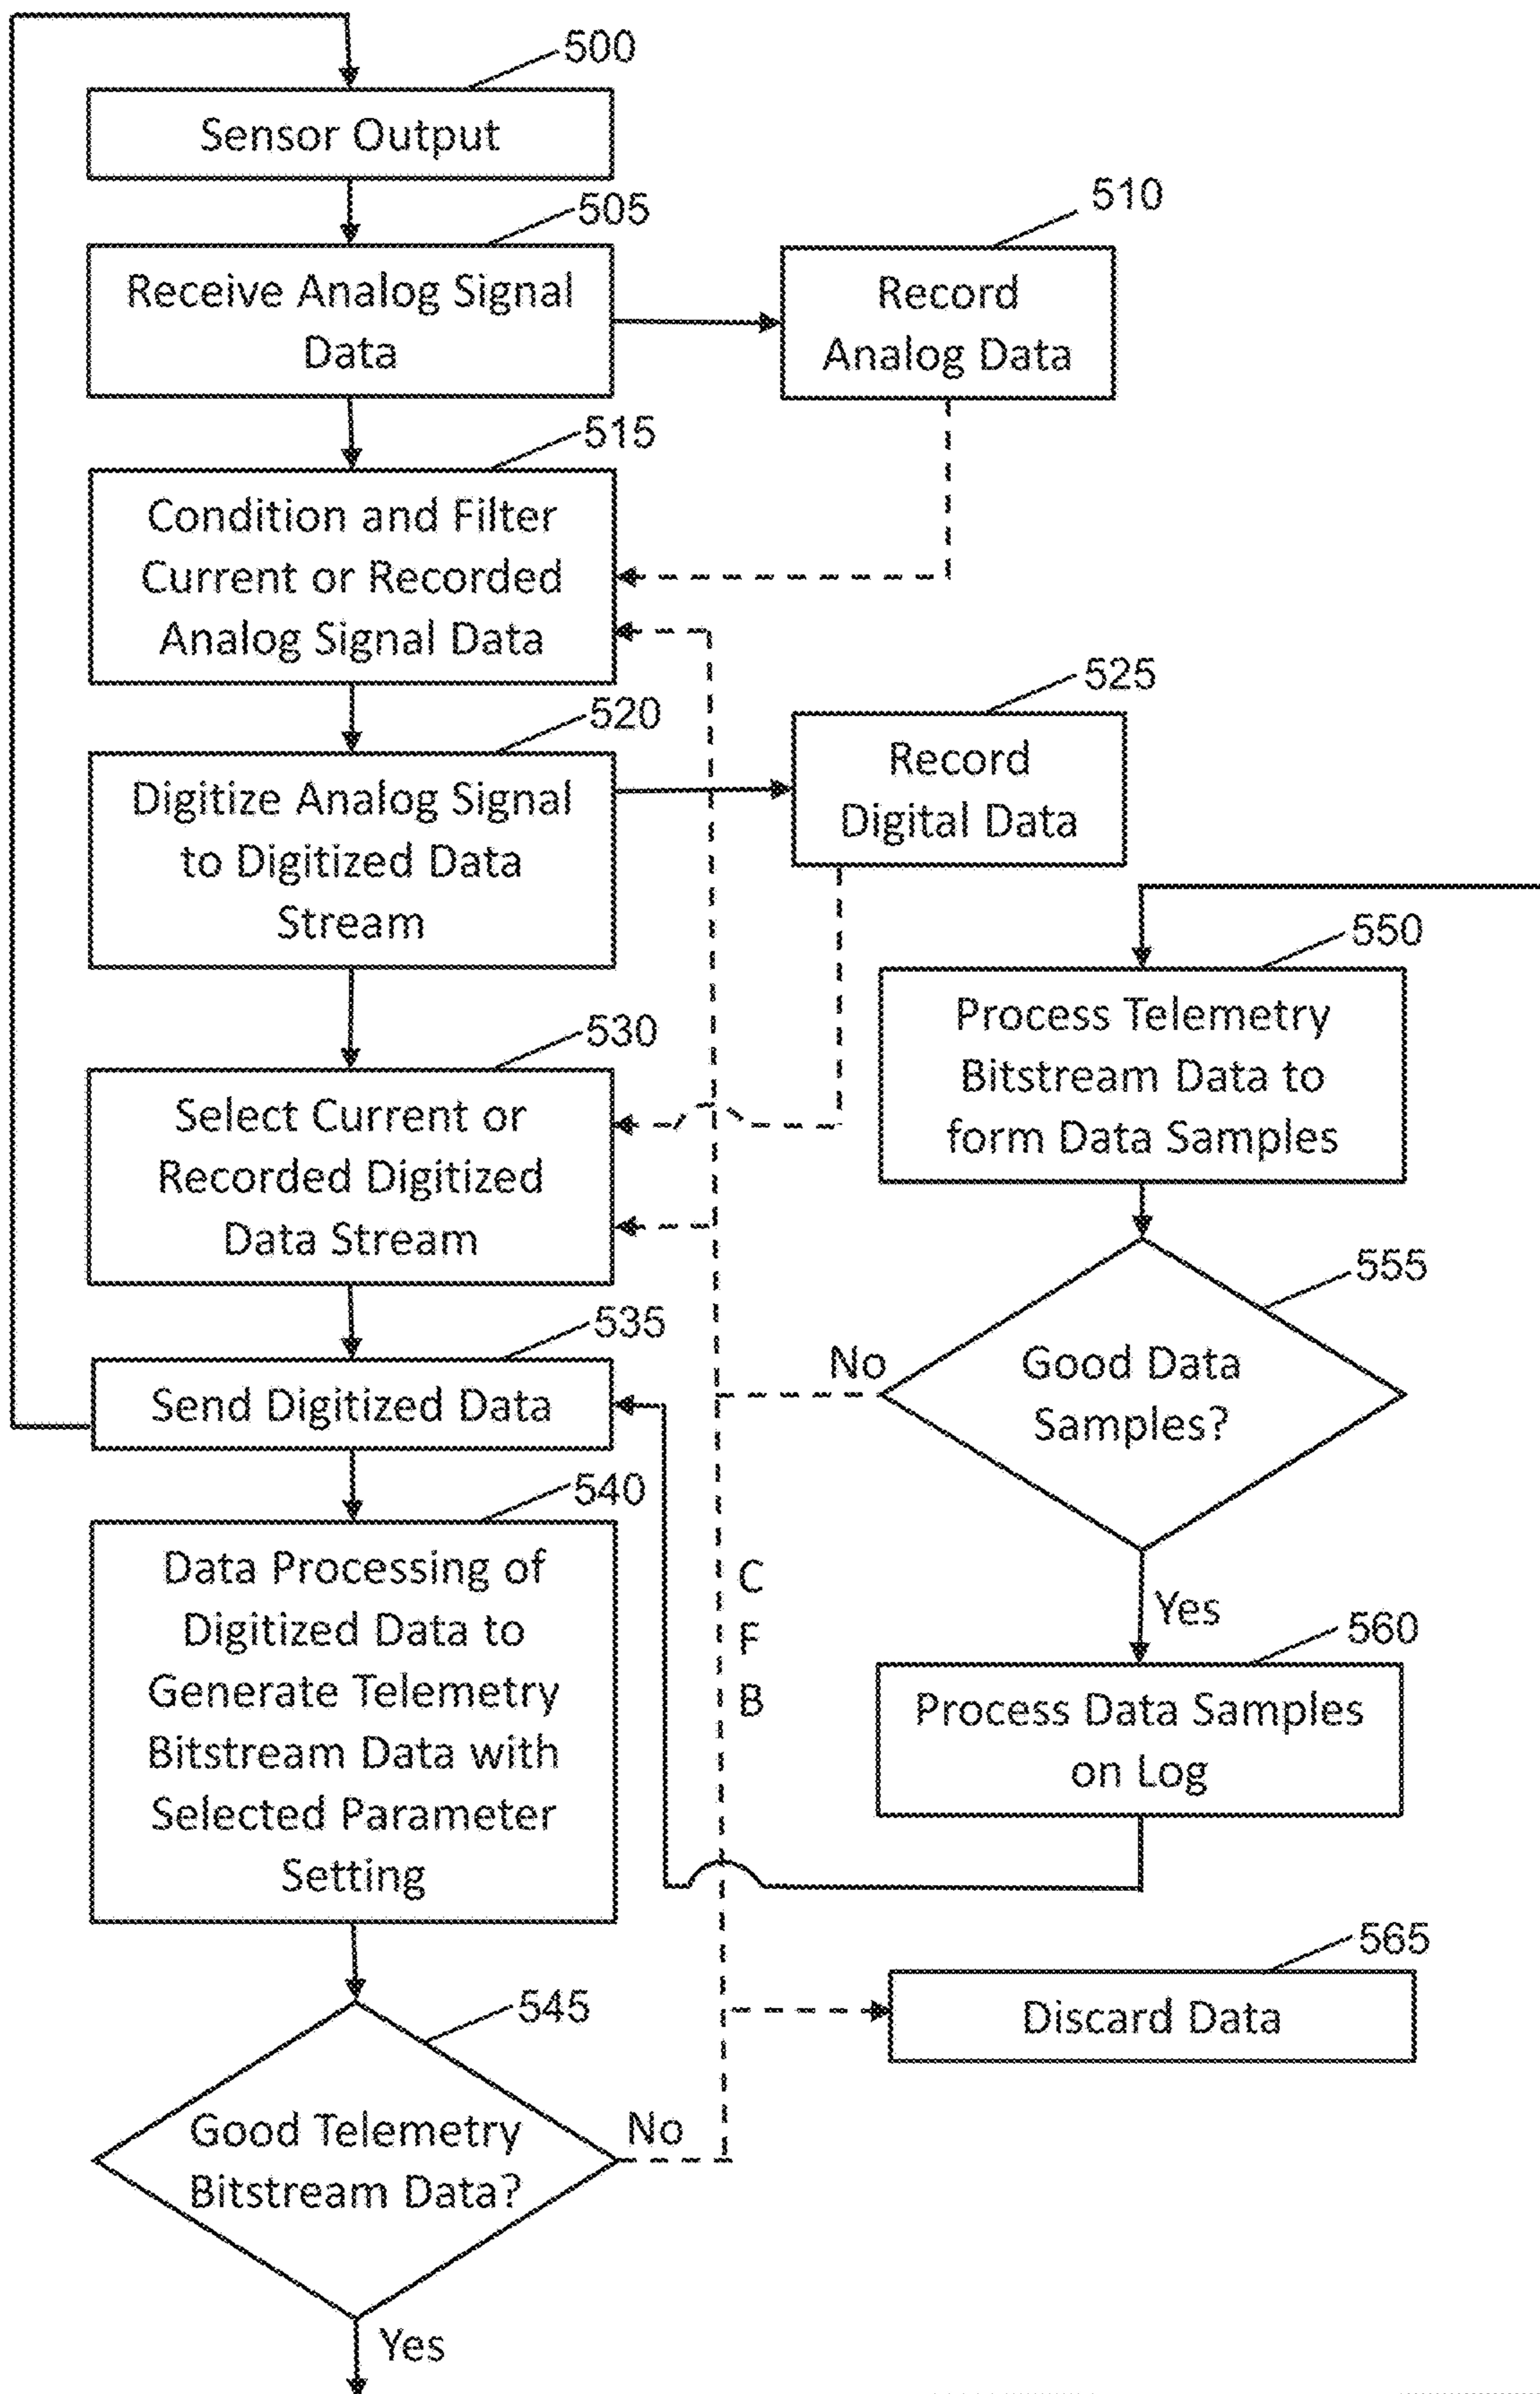 500
Sensor Output
505
Receive Analog Signal
Data
510
Record
Analog Data
515
Condition and Filter
Current or Recorded
Analog Signal Data
520
Digitize Analog Signal
to Digitized Data
Stream
525
Record
Digital Data
530
Select Current or
Recorded Digitized
Data Stream
535
Send Digitized Data
540
Data Processing of
Digitized Data to
Generate Telemetry
Bitstream Data with
Selected Parameter
Setting
545
Good Telemetry
Bitstream Data?
No
Yes
C
F
B
550
Process Telemetry
Bitstream Data to
form Data Samples
555
Good Data
Samples?
No
Yes
560
Process Data Samples
on Log
565
Discard Data